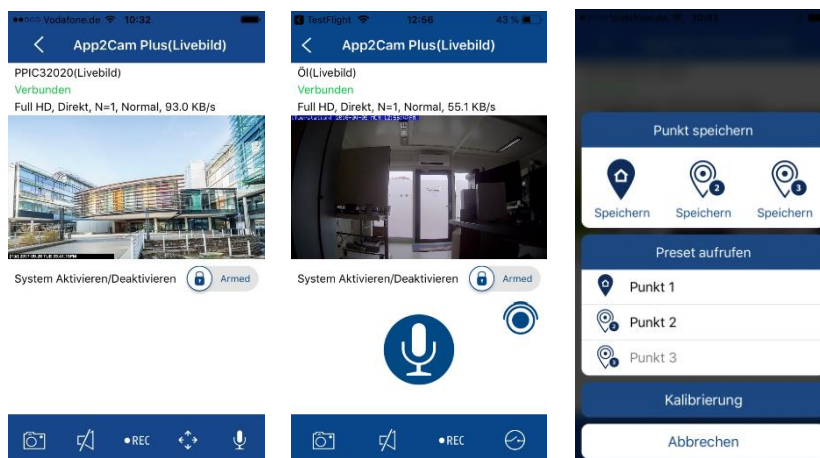 Vodafone.de 10:32
App2Cam Plus(Livebild)
PPIC32020(Livebild)
Verbunden
Full HD, Direkt, N=1, Normal, 93.0 KB/s
System Aktivieren/Deaktivieren Armed
REC
TestFlight 12:56 43 %
App2Cam Plus(Livebild)
Öl(Livebild)
Verbunden
Full HD, Direkt, N=1, Normal, 55.1 KB/s
System Aktivieren/Deaktivieren Armed
REC
Punkt speichern
2 3
Speichern Speichern Speichern
Preset aufrufen
Punkt 1
Punkt 2
Punkt 3
Kalibrierung
Abbrechen